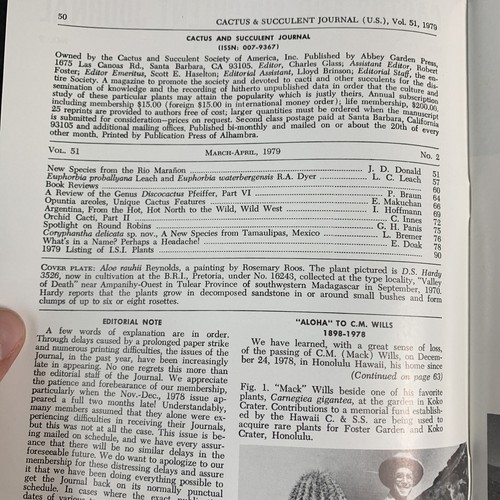 50
CACTUS & SUCCULENT JOURNAL (U.S.), Vol. 51, 1979
CACTUS AND SUCCULENT JOURNAL
(ISSN: 007-9367)
Owned by the Cactus and Succulent Society of America, Inc. Published by Abbey Garden Press,
1675 Las Canoas Rd., Santa Barbara, CA 93105. Editor, Charles Glass; Assistant Editor, Robert
Foster; Editor Emeritus, Scott E. Haselton; Editorial Assistant, Lloyd Brinson; Editorial Staff, the en-
tire Society. A magazine to promote the society and devoted to cacti and other succulents for the dis-
semination of knowledge and the recording of hitherto unpublished data in order that the culture and
study of these particular plants may attain the popularity which is justly theirs. Annual subscription
including membership $15.00 (foreign $15.00 in international money order); life membership, $200.00.
25 reprints are provided to authors free of cost; larger quantities must be ordered when the manuscript
is submitted for consideration–prices on request. Second class postage paid at Santa Barbara, California
93105 and additional mailing offices. Published bi-monthly and mailed on or about the 20th of every
other month. Printed by Publication Press of Alhambra.
VOL. 51 MARCH-APRIL, 1979 No. 2
New Species from the Río Marañon J. D. Donald 51
Euphorbia proballyana Leach and Euphorbia waterbergensis R.A. Dyer L. C. Leach 57
Book Reviews 60
A Review of the Genus Discocactus Pfeiffer, Part VI P. Braun 64
Opuntia areoles, Unique Cactus Features E. Makuchan 66
Argentina, From the Hot, Hot North to the Wild, Wild West I. Hoffmann 69
Orchid Cacti, Part II C. Innes 72
Spotlight on Round Robins G. H. Panis 75
Coryphantha delicata sp. nov., A New Species from Tamaulipas, Mexico L. Bremer 76
What's in a Name? Perhaps a Headache! E. Doak 78
1979 Listing of I.S.I. Plants 90
COVER PLATE: Aloe rauhii Reynolds, a painting by Rosemary Roos. The plant pictured is D.S. Hardy
3526, now in cultivation at the B.R.I., Pretoria, under No. 16243, collected at the type locality, "Valley
of Death" near Ampanihy-Ouest in Tulear Province of southwestern Madagascar in September, 1970.
Hardy reports that the plants grow in decomposed sandstone in or around small bushes and form
clumps of up to six or eight rosettes.
EDITORIAL NOTE
A few words of explanation are in order.
Through delays caused by a prolonged paper strike
and numerous printing difficulties, the issues of the
Journal, in the past year, have been increasingly
late in appearing. No one regrets this more than
the editorial staff of the Journal. We appreciate
the patience and forbearance of our membership,
particularly when the Nov.-Dec., 1978 issue ap-
peared a full two months late! Understandably,
many members assumed that they alone were ex-
periencing difficulties in receiving their Journals,
but this was not at all the case. This issue is be-
ing mailed on schedule, and we have every assur-
ance that there will be no similar delays in the
foreseeable future. We do want to apologize to our
membership for these distressing delays and assure
it that we have been doing everything possible to
get the Journal back on its normally punctual
schedule. In cases where the exact
dates of
"ALOHA" TO C.M. WILLS
1898-1978
We have learned, with a great sense of loss,
of the passing of C.M. (Mack) Wills, on Decem-
ber 24, 1978, in Honolulu Hawaii, his home since
(Continued on page 63)
Fig. 1. "Mack" Wills beside one of his favorite
plants, Carnegiea gigantea, at the garden in Koko
Crater. Contributions to a memorial fund establish-
ed by the Hawaii C. & S.S. are being used to
acquire rare plants for Foster Garden and Koko
Crater, Honolulu.